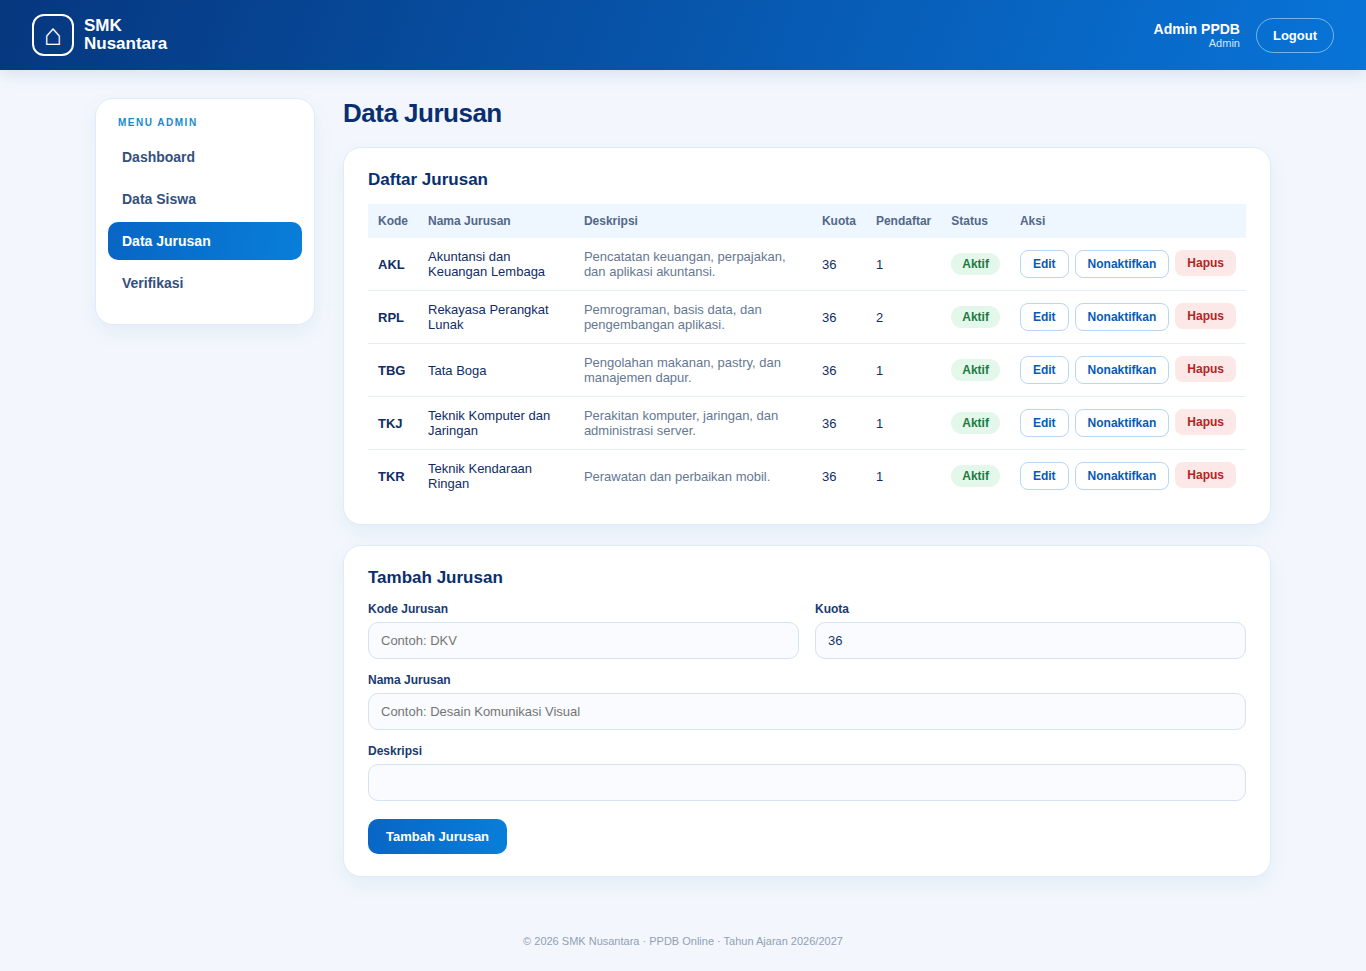 SMK
Nusantara
Admin PPDB
Admin
Logout
MENU ADMIN
Dashboard
Data Siswa
Data Jurusan
Verifikasi
Data Jurusan
Daftar Jurusan
Kode Nama Jurusan Deskripsi Kuota Pendaftar Status Aksi
AKL Akuntansi dan Keuangan Lembaga Pencatatan keuangan, perpajakan, dan aplikasi akuntansi. 36 1 Aktif Edit Nonaktifkan Hapus
RPL Rekayasa Perangkat Lunak Pemrograman, basis data, dan pengembangan aplikasi. 36 2 Aktif Edit Nonaktifkan Hapus
TBG Tata Boga Pengolahan makanan, pastry, dan manajemen dapur. 36 1 Aktif Edit Nonaktifkan Hapus
TKJ Teknik Komputer dan Jaringan Perakitan komputer, jaringan, dan administrasi server. 36 1 Aktif Edit Nonaktifkan Hapus
TKR Teknik Kendaraan Ringan Perawatan dan perbaikan mobil. 36 1 Aktif Edit Nonaktifkan Hapus
Tambah Jurusan
Kode Jurusan Kuota
Contoh: DKV 36
Nama Jurusan
Contoh: Desain Komunikasi Visual
Deskripsi
Tambah Jurusan
© 2026 SMK Nusantara · PPDB Online · Tahun Ajaran 2026/2027